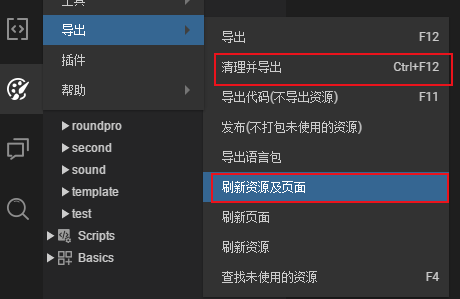 工具
导出
插件
帮助
roundpro
second
sound
template
test
Scripts
Basics
导出 F12
清理并导出 Ctrl+F12
导出代码(不导出资源) F11
发布(不打包未使用的资源)
导出语言包
刷新资源及页面
刷新页面
刷新资源
查找未使用的资源 F4